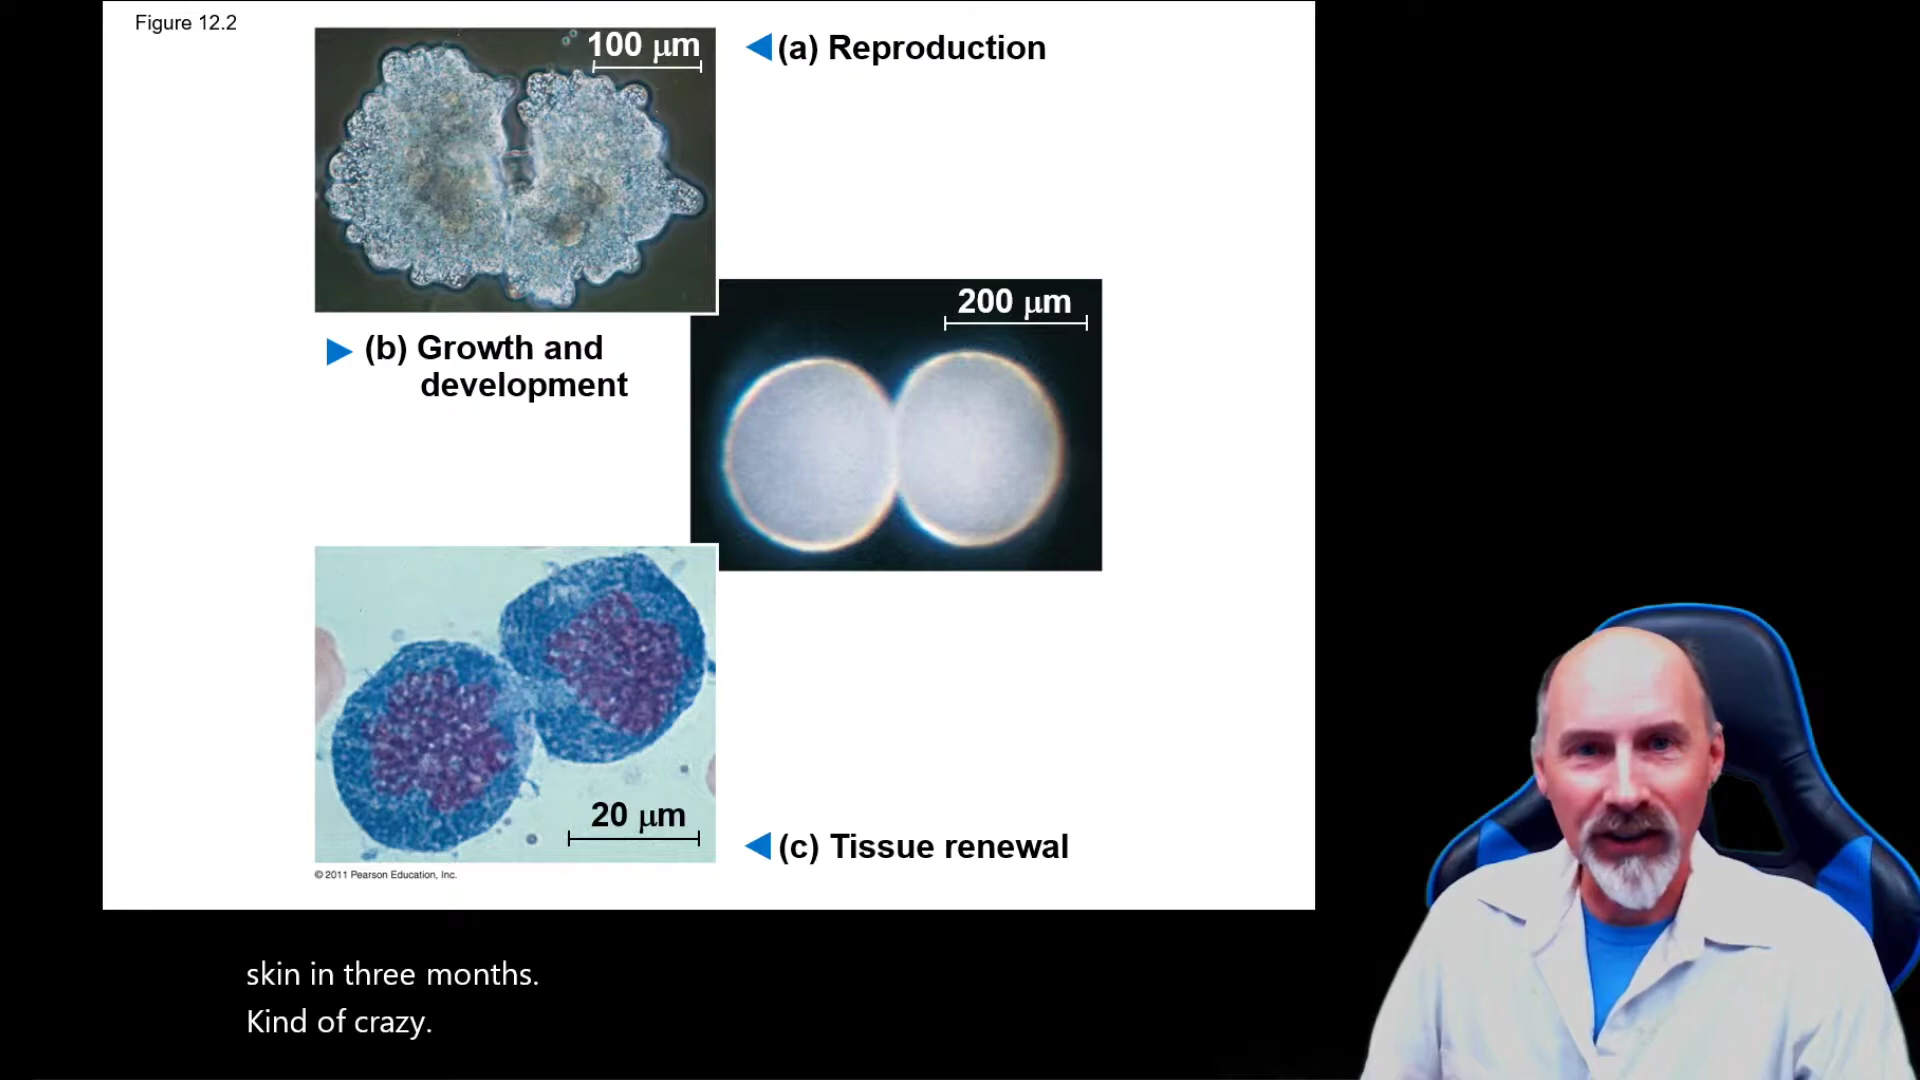 Figure 12.2
100 μm
(a) Reproduction
200 μm
(b) Growth and
development
20 μm
(c) Tissue renewal
© 2011 Pearson Education, Inc.
skin in three months.
Kind of crazy.